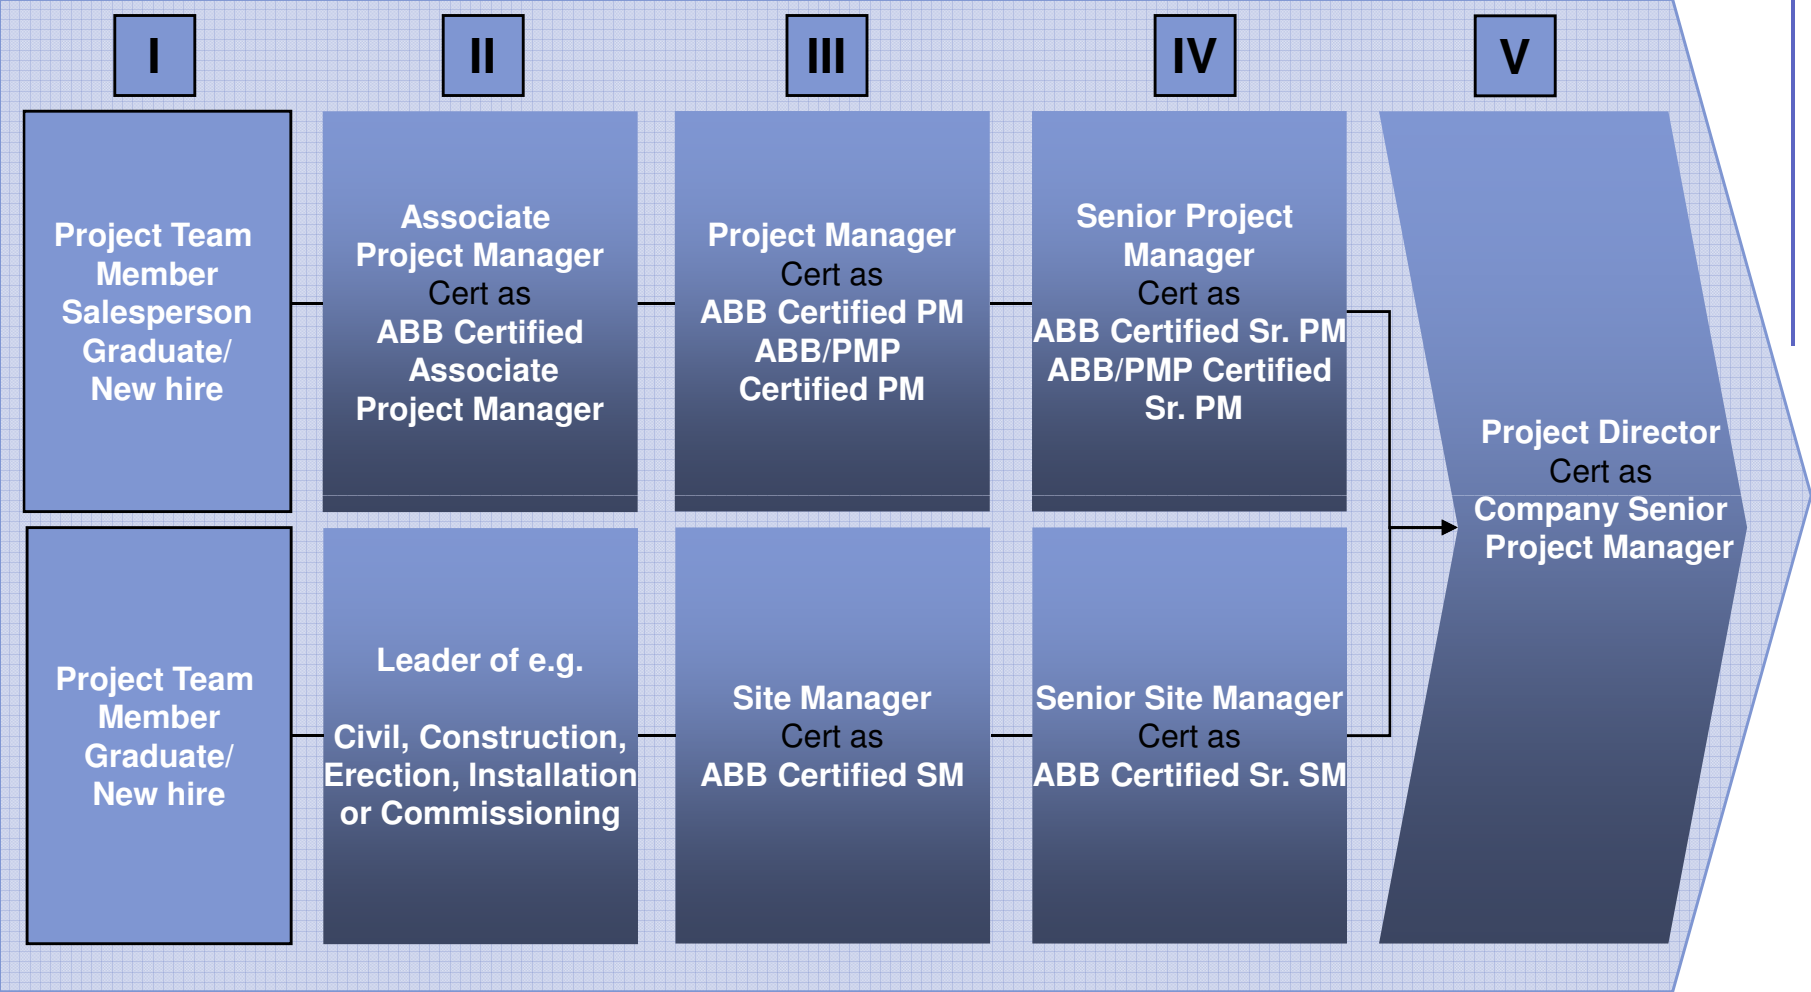 I
II
III
IV
V
Project Team
Member
Salesperson
Graduate/
New hire
Associate
Project Manager
Cert as
ABB Certified
Associate
Project Manager
Project Manager
Cert as
ABB Certified PM
ABB/PMP
Certified PM
Senior Project
Manager
Cert as
ABB Certified Sr. PM
ABB/PMP Certified
Sr. PM
Project Director
Cert as
Company Senior
Project Manager
Project Team
Member
Graduate/
New hire
Leader of e.g.
Civil, Construction,
Erection, Installation
or Commissioning
Site Manager
Cert as
ABB Certified SM
Senior Site Manager
Cert as
ABB Certified Sr. SM